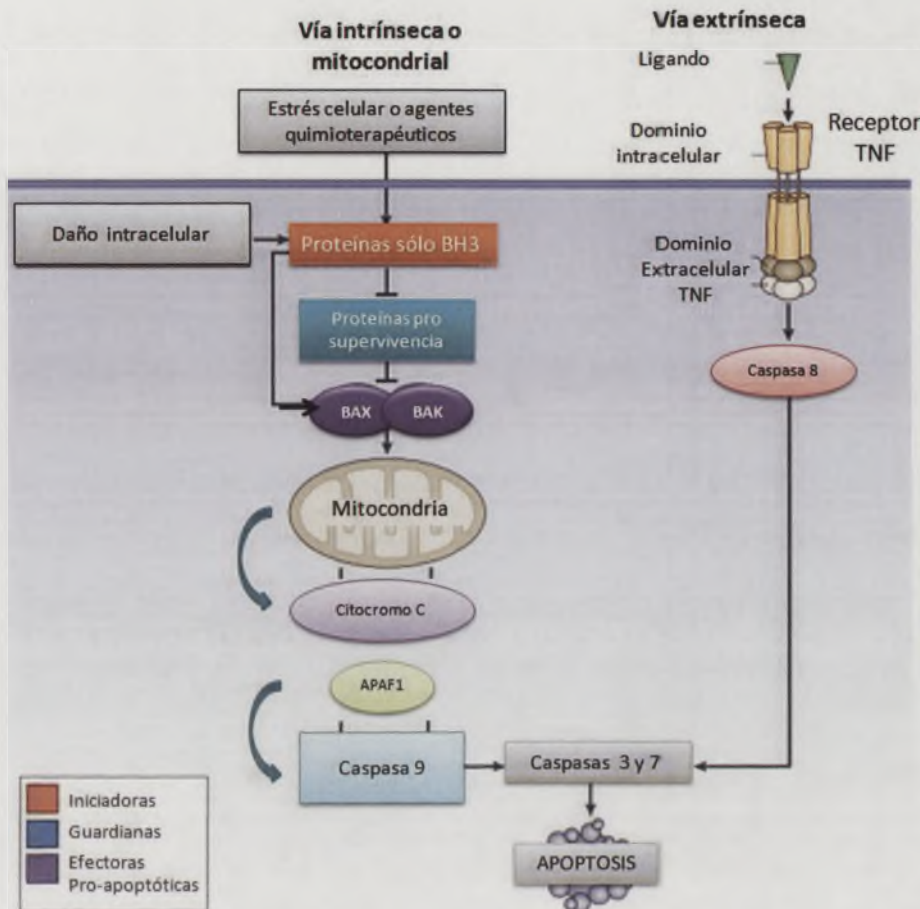 Vía intrínseca o
mitocondrial
Vía extrínseca
Estrés celular o agentes
quimioterapéuticos
Ligando
Dominio
intracelular
Receptor
TNF
Daño intracelular
Proteínas sólo BH3
Dominio
Extracelular
TNF
Proteínas pro
supervivencia
Caspasa 8
BAX
BAK
Mitocondria
Citocromo C
APAF1
Caspasa 9
Caspasas 3 y 7
APOPTOSIS
Iniciadoras
Guardianas
Efectoras
Pro-apoptóticas